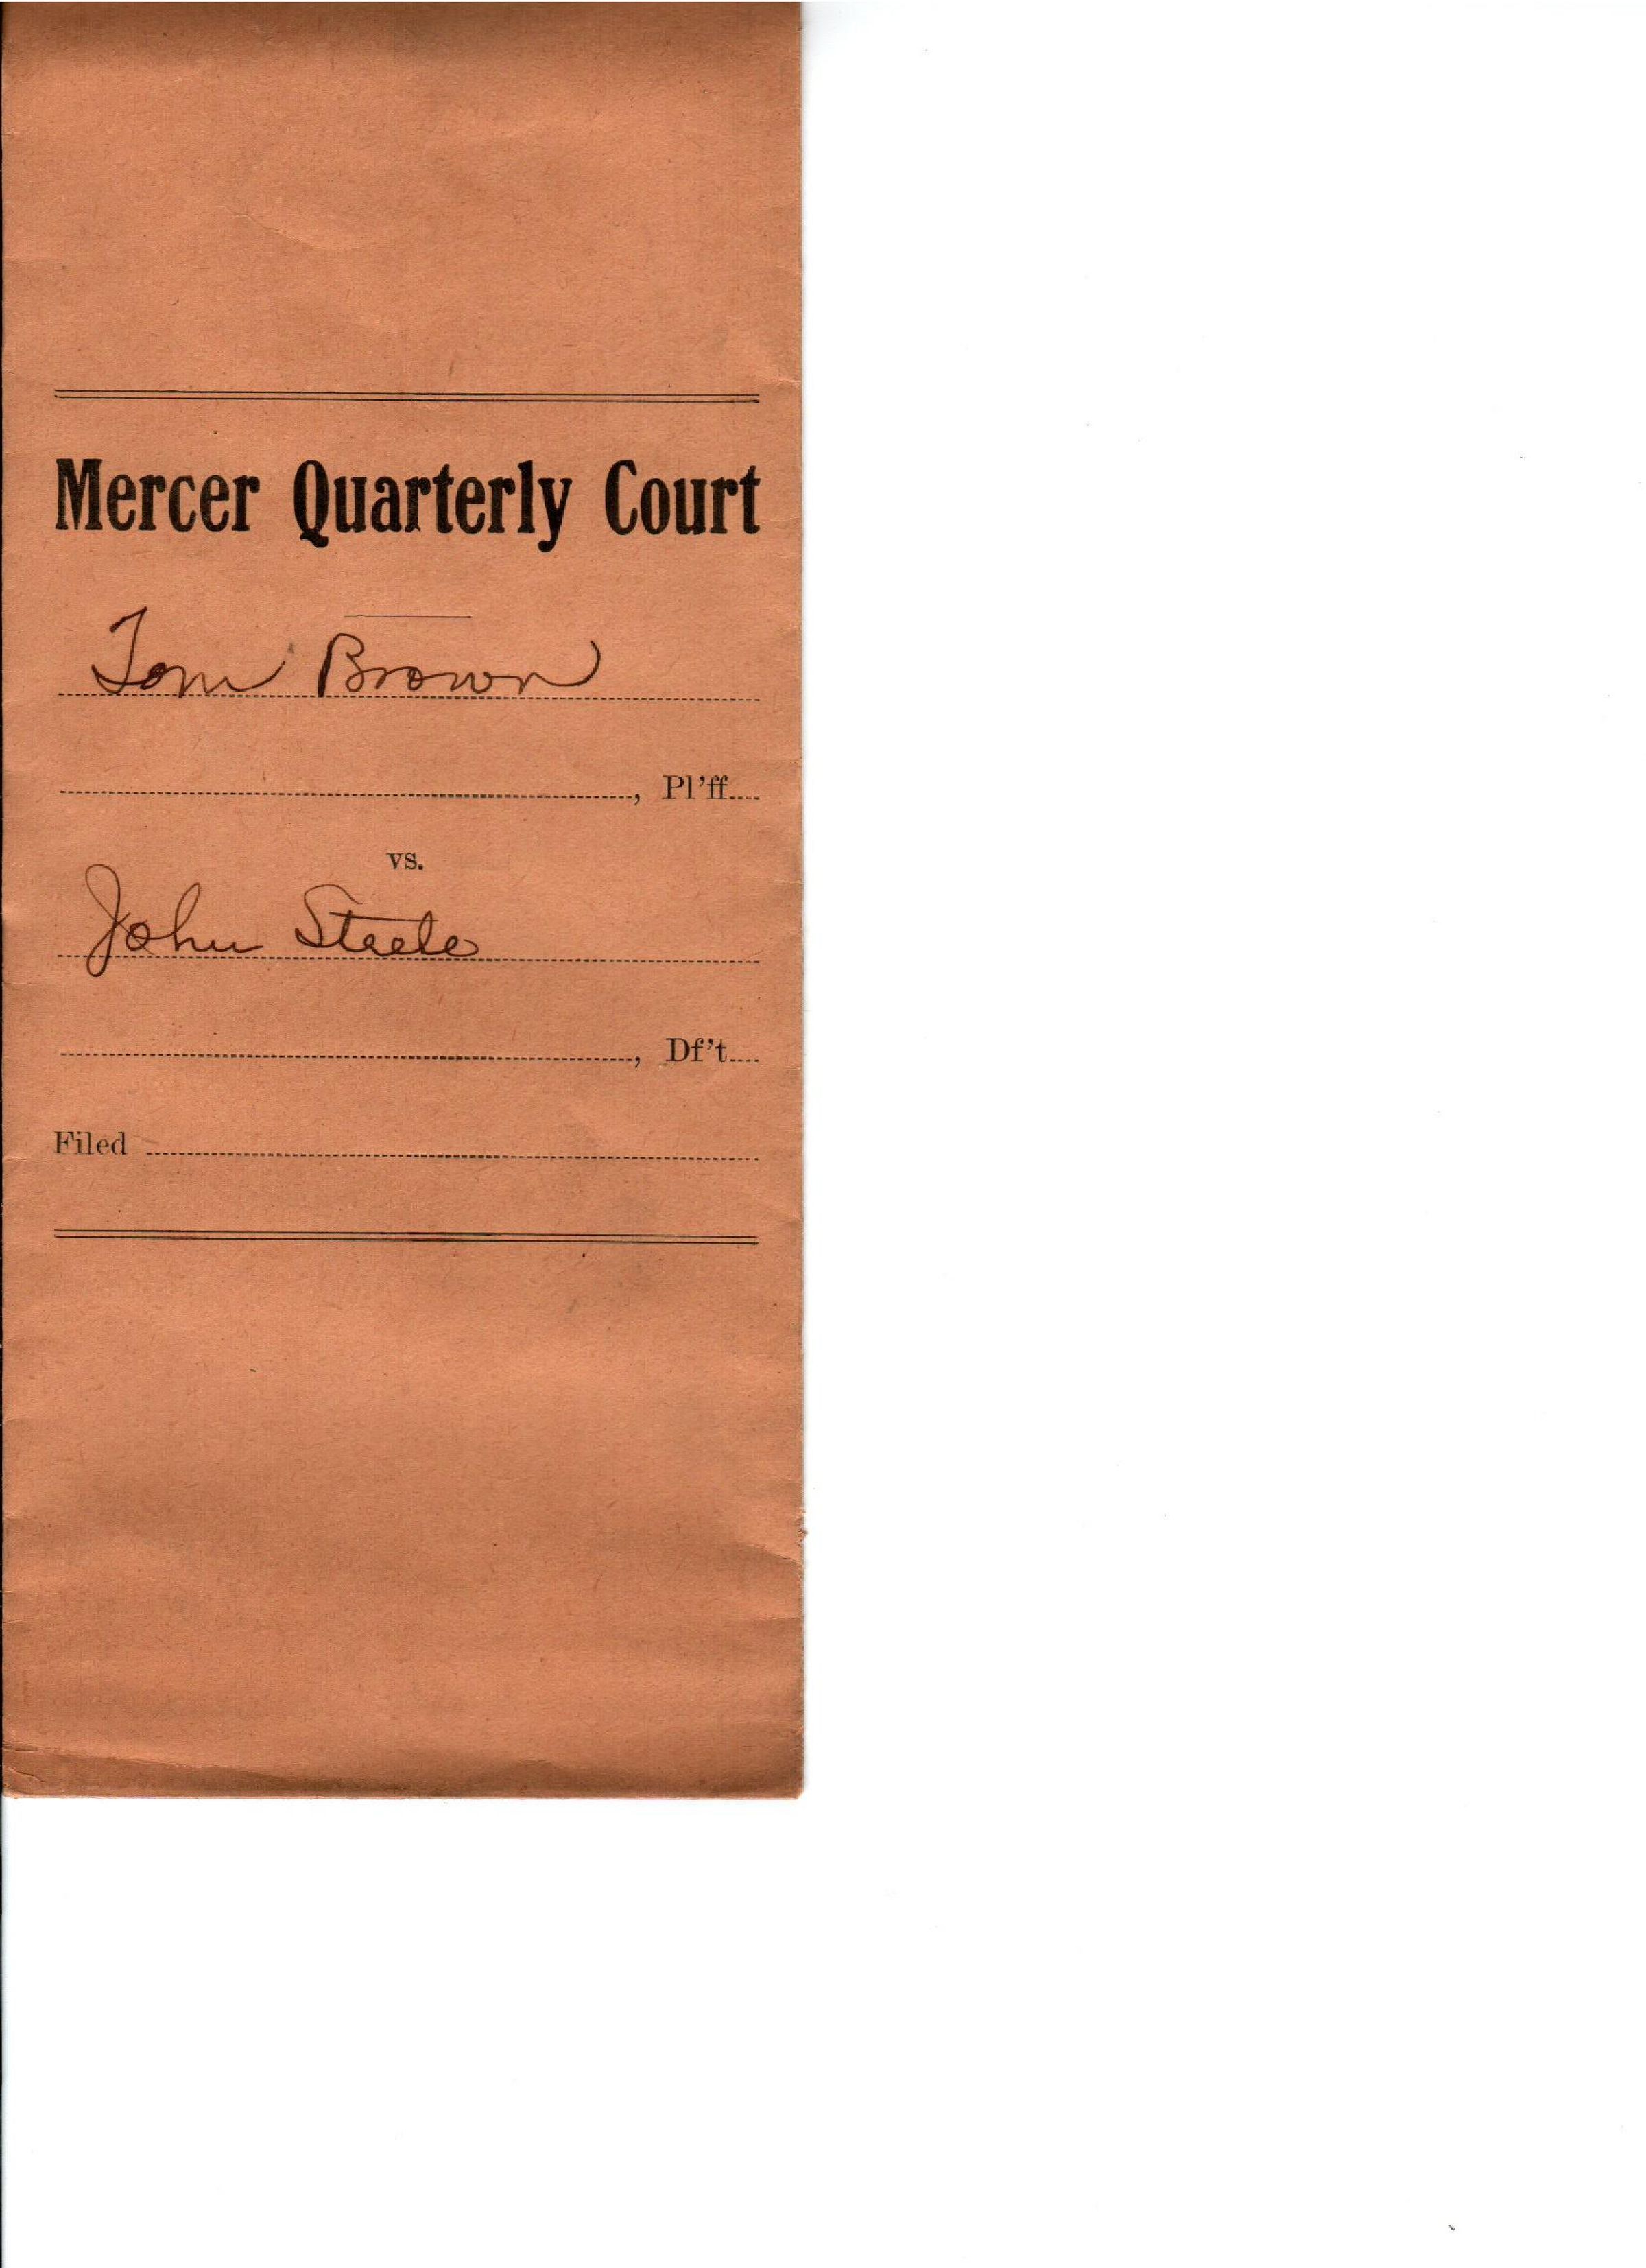 Mercer Quarterly Court
Tom Brown
, Pl'ff
vs.
John Steele
, Df't
Filed